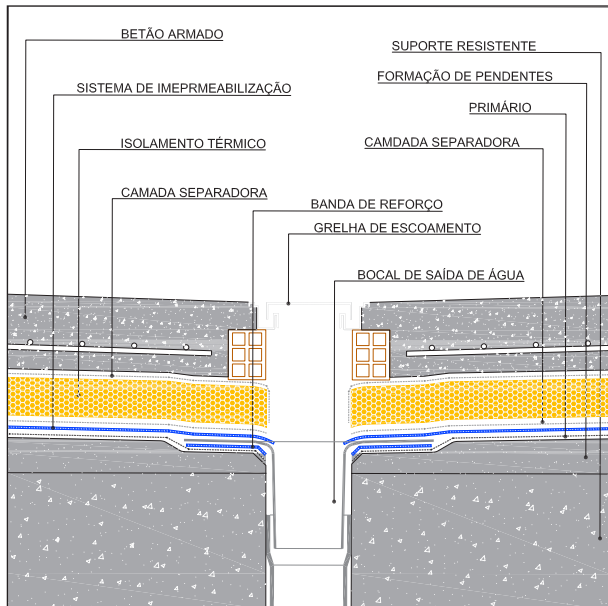 BETÃO ARMADO
SUPORTE RESISTENTE
FORMAÇÃO DE PENDENTES
SISTEMA DE IMEPRMEABILIZAÇÃO
PRIMÁRIO
ISOLAMENTO TÉRMICO
CAMDADA SEPARADORA
CAMADA SEPARADORA
BANDA DE REFORÇO
GRELHA DE ESCOAMENTO
BOCAL DE SAÍDA DE ÁGUA